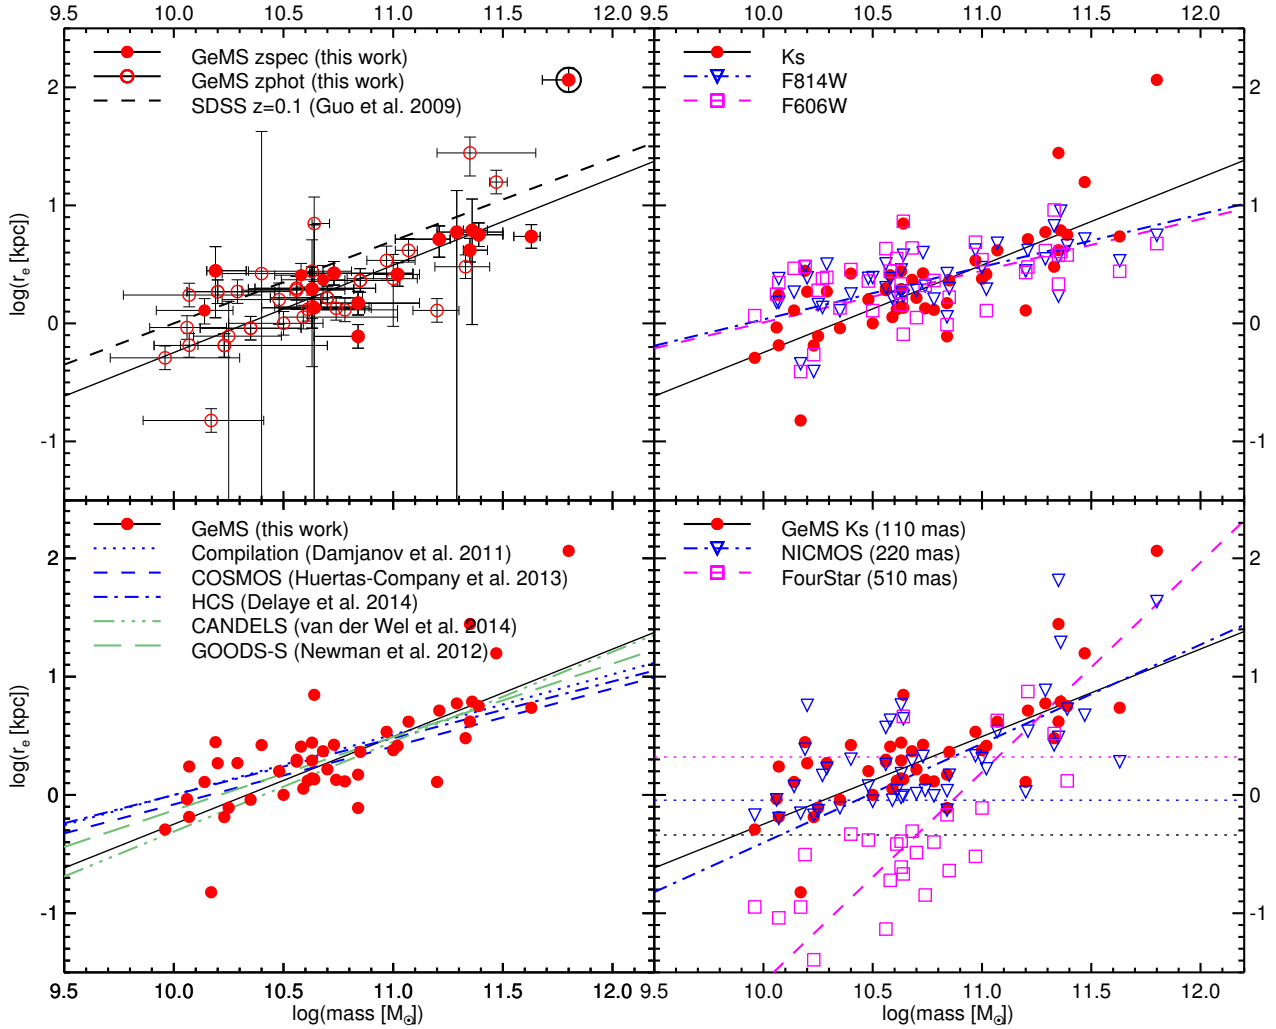 9.5 10.0 10.5 11.0 11.5 12.0
9.5 10.0 10.5 11.0 11.5 12.0
GeMS zspec (this work)
GeMS zphot (this work)
SDSS z=0.1 (Guo et al. 2009)
log(r_e [kpc])
2
1
0
-1
Ks
F814W
F606W
2
1
0
-1
GeMS (this work)
Compilation (Damjanov et al. 2011)
COSMOS (Huertas-Company et al. 2013)
HCS (Delaye et al. 2014)
CANDELS (van der Wel et al. 2014)
GOODS-S (Newman et al. 2012)
log(r_e [kpc])
2
1
0
-1
GeMS Ks (110 mas)
NICMOS (220 mas)
FourStar (510 mas)
2
1
0
-1
9.5 10.0 10.5 11.0 11.5 12.0
log(mass [M_⊙])
9.5 10.0 10.5 11.0 11.5 12.0
log(mass [M_⊙])